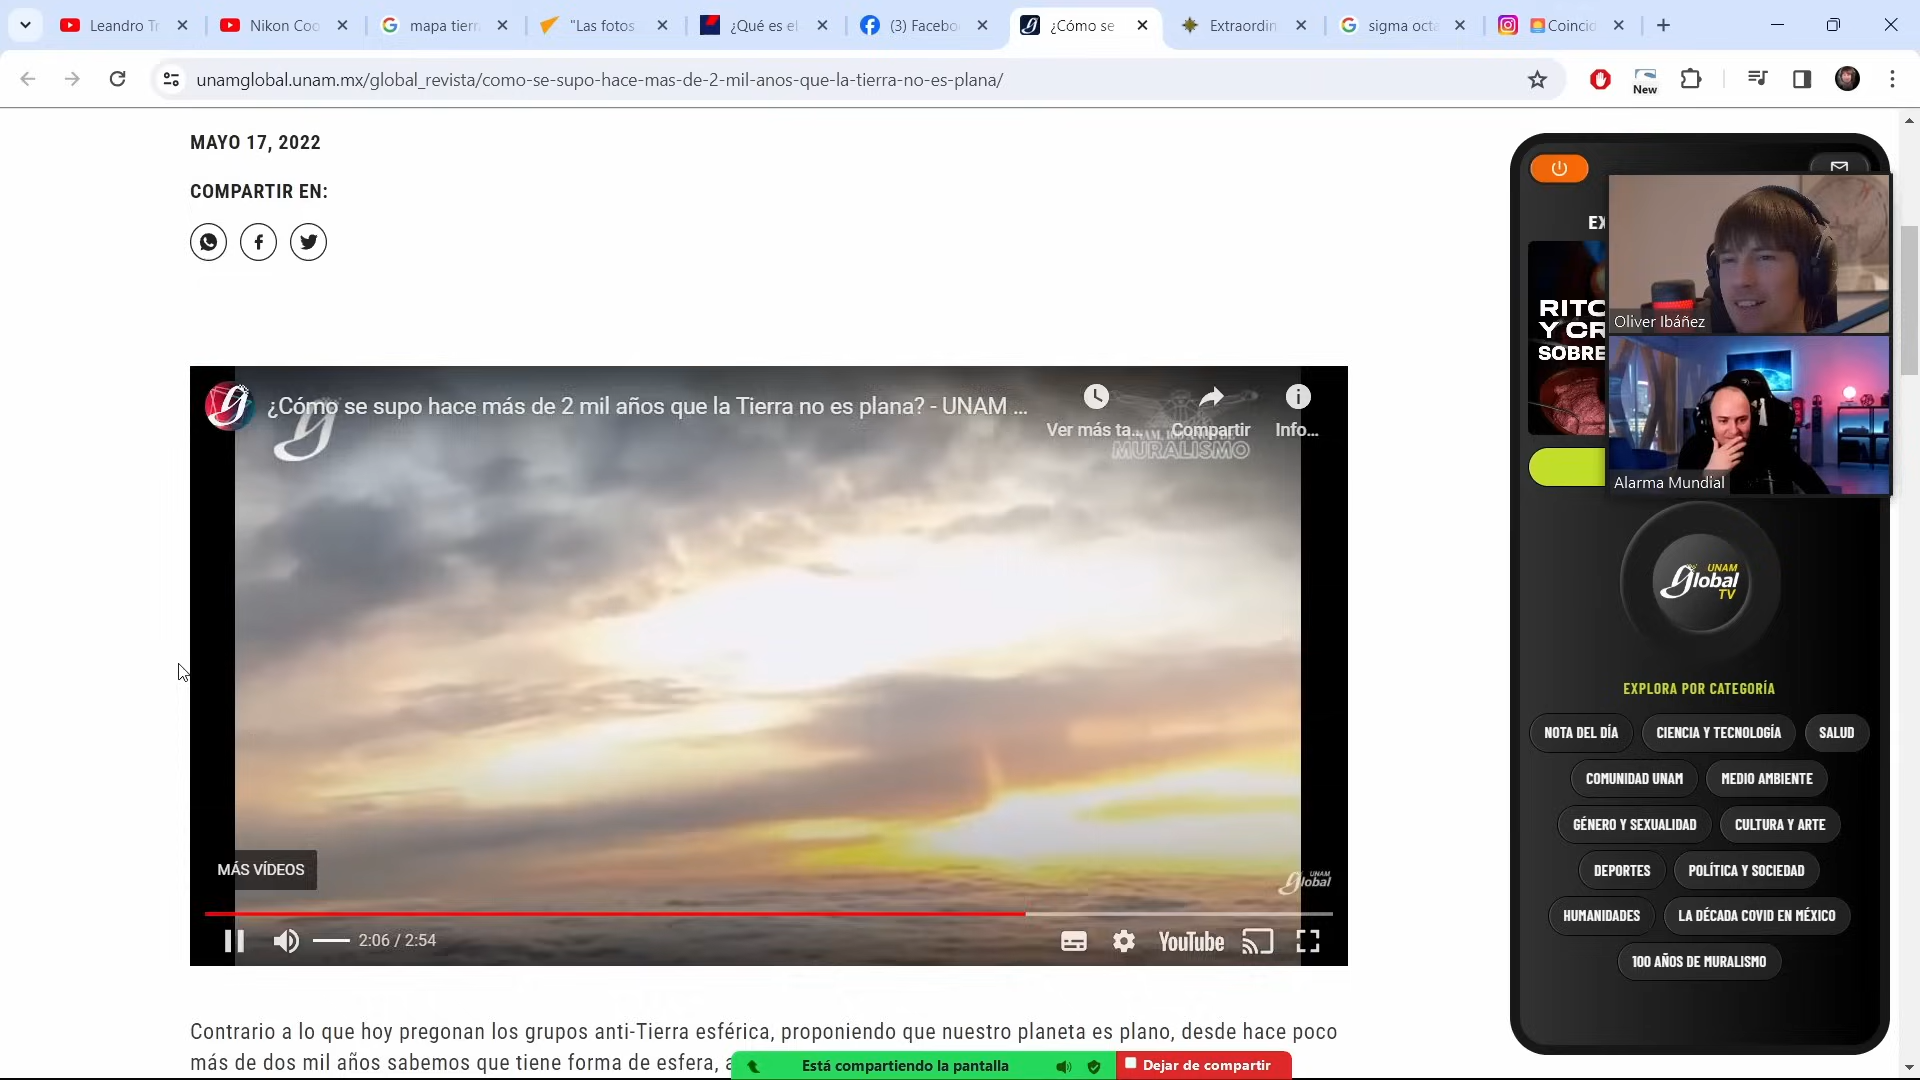 Leandro Tr
Nikon Coo
mapa tierr
"Las fotos
¿Qué es el
(3) Facebo
¿Cómo se
Extraordin
sigma octa
Coincid
unamglobal.unam.mx/global_revista/como-se-supo-hace-mas-de-2-mil-anos-que-la-tierra-no-es-plana/
New
MAYO 17, 2022
COMPARTIR EN:
¿Cómo se supo hace más de 2 mil años que la Tierra no es plana? - UNAM ...
Ver más ta...
Compartir
Info...
MURALISMO
MÁS VÍDEOS
UNAM
Global
2:06 / 2:54
YouTube
Contrario a lo que hoy pregonan los grupos anti-Tierra esférica, proponiendo que nuestro planeta es plano, desde hace poco
más de dos mil años sabemos que tiene forma de esfera, a
Está compartiendo la pantalla
Dejar de compartir
EX
RITO
Y CR
SOBRE
Oliver Ibáñez
Alarma Mundial
UNAM
Global
TV
EXPLORA POR CATEGORÍA
NOTA DEL DÍA
CIENCIA Y TECNOLOGÍA
SALUD
COMUNIDAD UNAM
MEDIO AMBIENTE
GÉNERO Y SEXUALIDAD
CULTURA Y ARTE
DEPORTES
POLÍTICA Y SOCIEDAD
HUMANIDADES
LA DÉCADA COVID EN MÉXICO
100 AÑOS DE MURALISMO